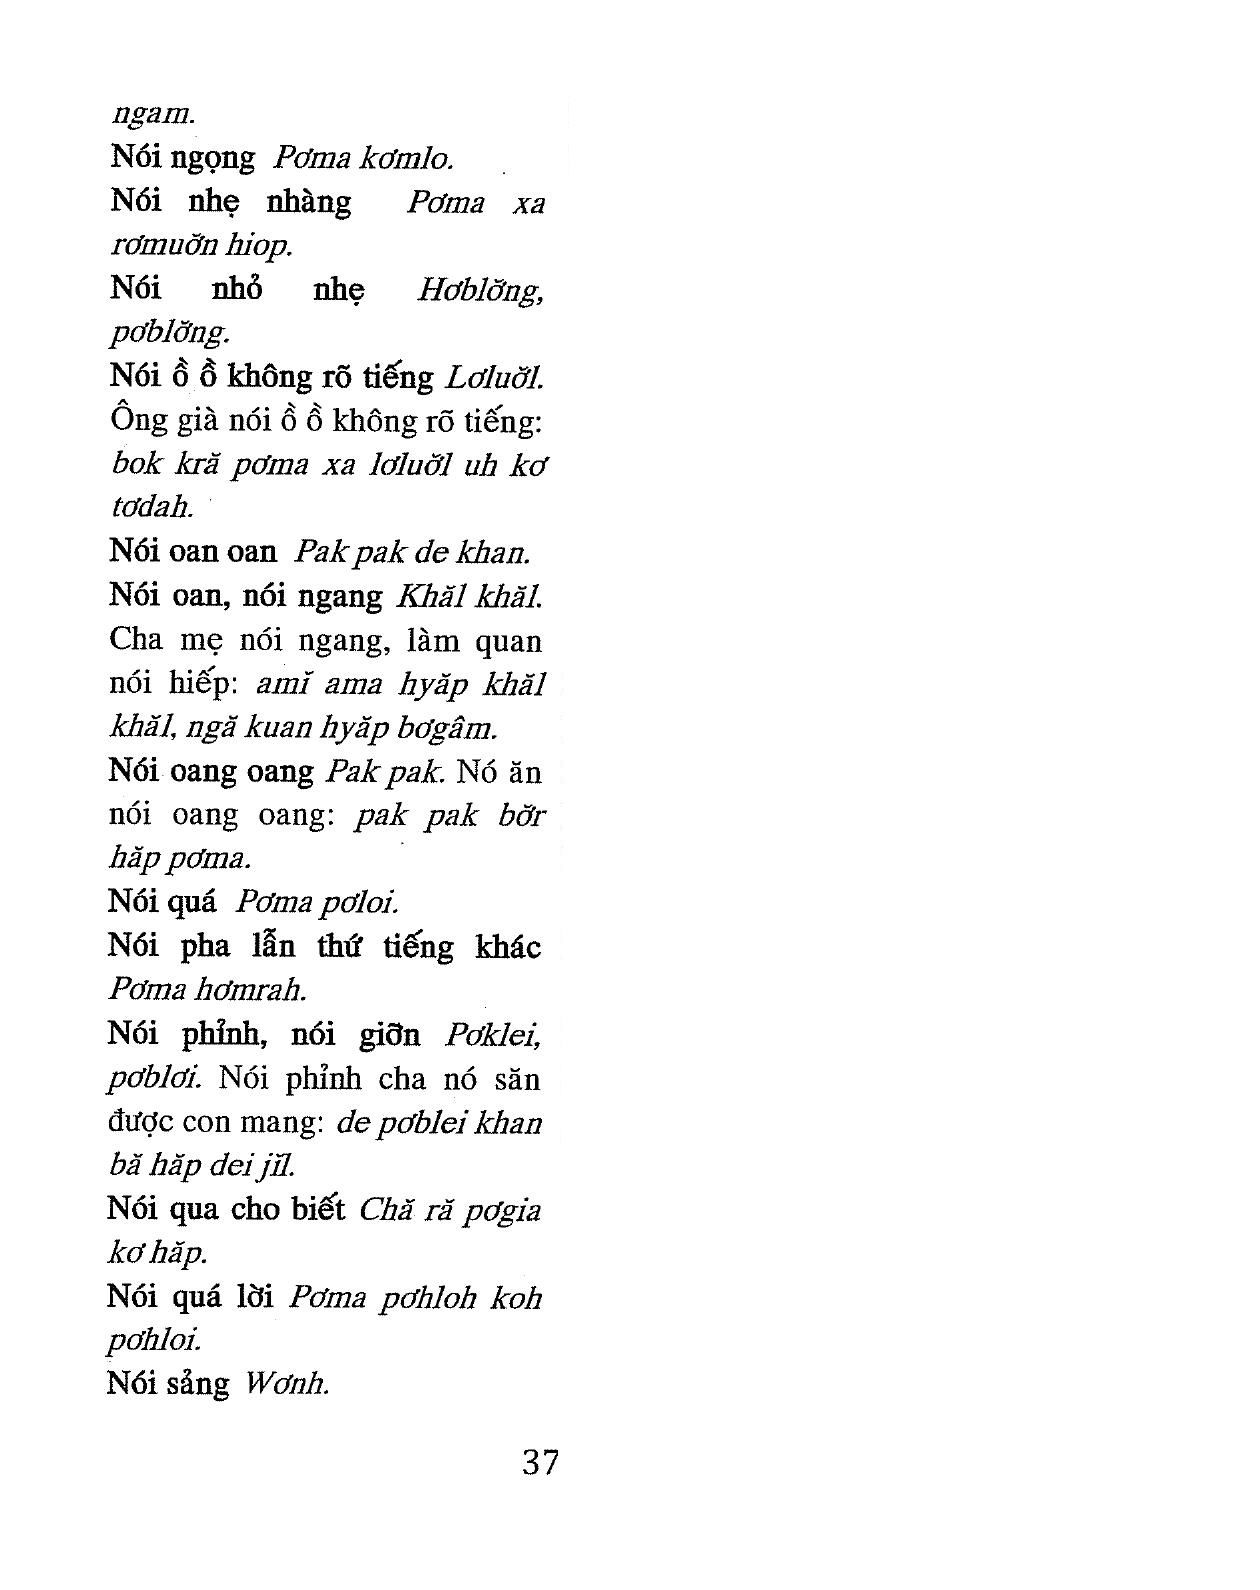 ngam.
Nói ngọng Pơma kơmlo.
Nói nhẹ nhàng Pơma xa
rơmuơ̆n hiop.
Nói nhỏ nhẹ Hơblơ̆ng,
pơblơ̆ng.
Nói ồ ồ không rõ tiếng Lơluơ̆l.
Ông già nói ồ ồ không rõ tiếng:
bok kră pơma xa lơluơ̆l uh kơ
tơdah.
Nói oan oan Pak pak de khan.
Nói oan, nói ngang Khăl khăl.
Cha mẹ nói ngang, làm quan
nói hiếp: amĭ ama hyăp khăl
khăl, ngă kuan hyăp bơgâm.
Nói oang oang Pak pak. Nó ăn
nói oang oang: pak pak bơ̆r
hăp pơma.
Nói quá Pơma pơloi.
Nói pha lẫn thứ tiếng khác
Pơma hơmrah.
Nói phỉnh, nói giỡn Pơklei,
pơblơi. Nói phỉnh cha nó săn
được con mang: de pơblei khan
bă hăp dei jĭl.
Nói qua cho biết Chă ră pơgia
kơ hăp.
Nói quá lời Pơma pơhloh koh
pơhloi.
Nói sảng Wơnh.
37